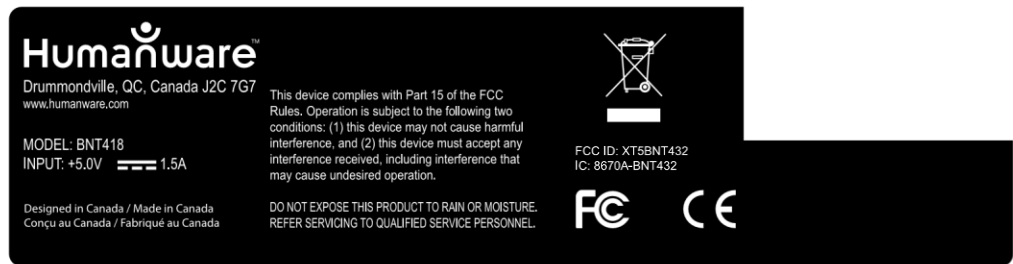 Humanware™
Drummondville, QC, Canada J2C 7G7
www.humanware.com
MODEL: BNT418
INPUT: +5.0V 1.5A
Designed in Canada / Made in Canada
Conçu au Canada / Fabriqué au Canada
This device complies with Part 15 of the FCC
Rules. Operation is subject to the following two
conditions: (1) this device may not cause harmful
interference, and (2) this device must accept any
interference received, including interference that
may cause undesired operation.
DO NOT EXPOSE THIS PRODUCT TO RAIN OR MOISTURE.
REFER SERVICING TO QUALIFIED SERVICE PERSONNEL.
FCC ID: XT5BNT432
IC: 8670A-BNT432
FC CE